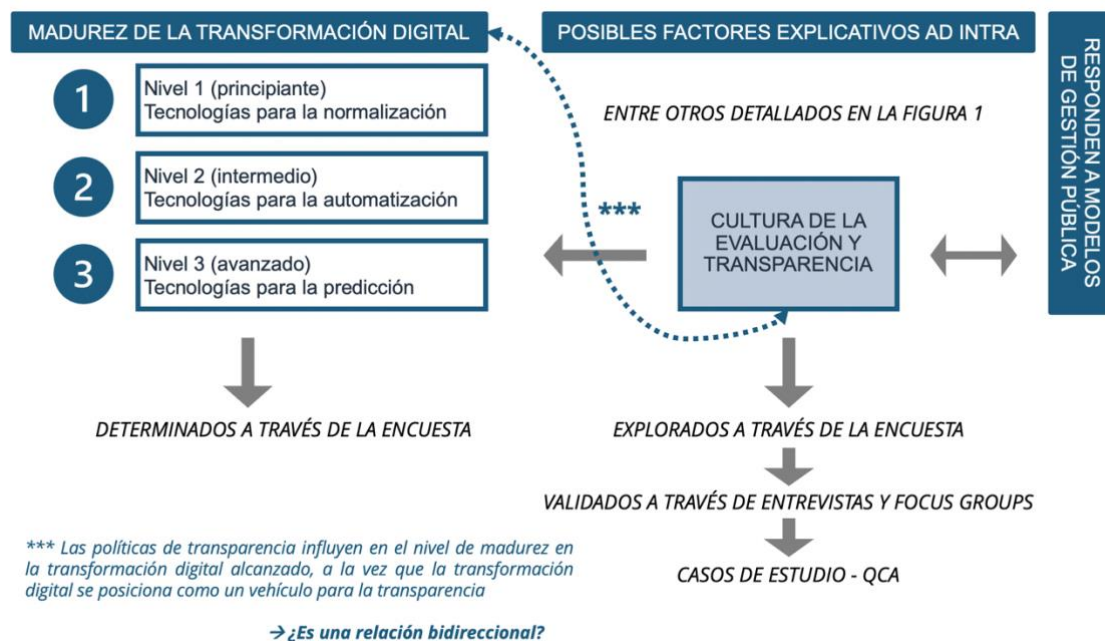 MADUREZ DE LA TRANSFORMACIÓN DIGITAL
1
Nivel 1 (principiante)
Tecnologías para la normalización
2
Nivel 2 (intermedio)
Tecnologías para la automatización
3
Nivel 3 (avanzado)
Tecnologías para la predicción
DETERMINADOS A TRAVÉS DE LA ENCUESTA
POSIBLES FACTORES EXPLICATIVOS AD INTRA
ENTRE OTROS DETALLADOS EN LA FIGURA 1
***
CULTURA DE LA
EVALUACIÓN Y
TRANSPARENCIA
RESPONDEN A MODELOS
DE GESTIÓN PÚBLICA
EXPLORADOS A TRAVÉS DE LA ENCUESTA
VALIDADOS A TRAVÉS DE ENTREVISTAS Y FOCUS GROUPS
CASOS DE ESTUDIO - QCA
*** Las políticas de transparencia influyen en el nivel de madurez en
la transformación digital alcanzado, a la vez que la transformación
digital se posiciona como un vehículo para la transparencia
→ ¿Es una relación bidireccional?